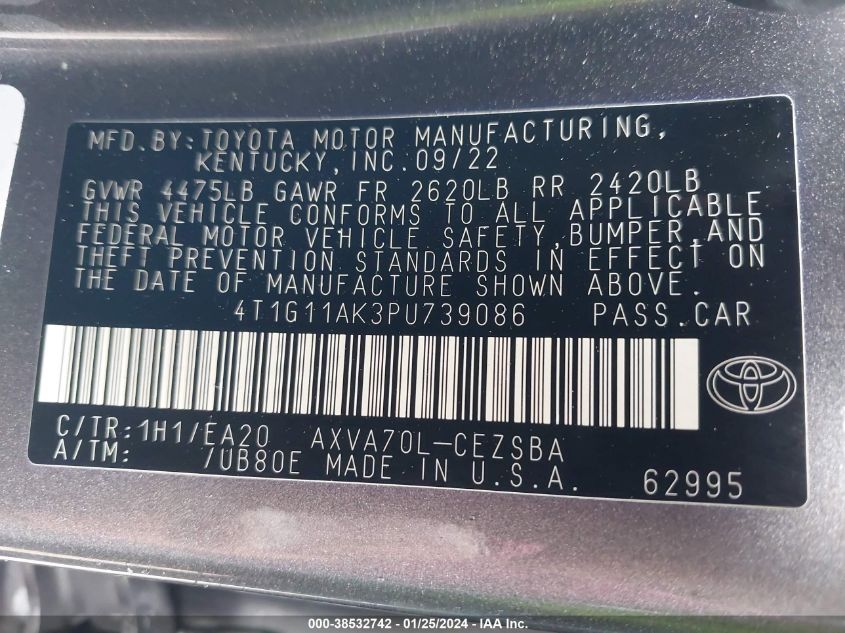 MFD.BY:TOYOTA MOTOR MANUFACTURING,
KENTUCKY,INC.09/22
GVWR 4475LB GAWR FR 2620LB RR 2420LB
THIS VEHICLE CONFORMS TO ALL APPLICABLE
FEDERAL MOTOR VEHICLE SAFETY,BUMPER,AND
THEFT PREVENTION STANDARDS IN EFFECT ON
THE DATE OF MANUFACTURE SHOWN ABOVE.
4T1G11AK3PU739086 PASS.CAR
C/TR:1H1/EA20 AXVA70L-CEZSBA
A/TM: /UB80E MADE IN U.S.A. 62995
000-38532742 - 01/25/2024 - IAA Inc.